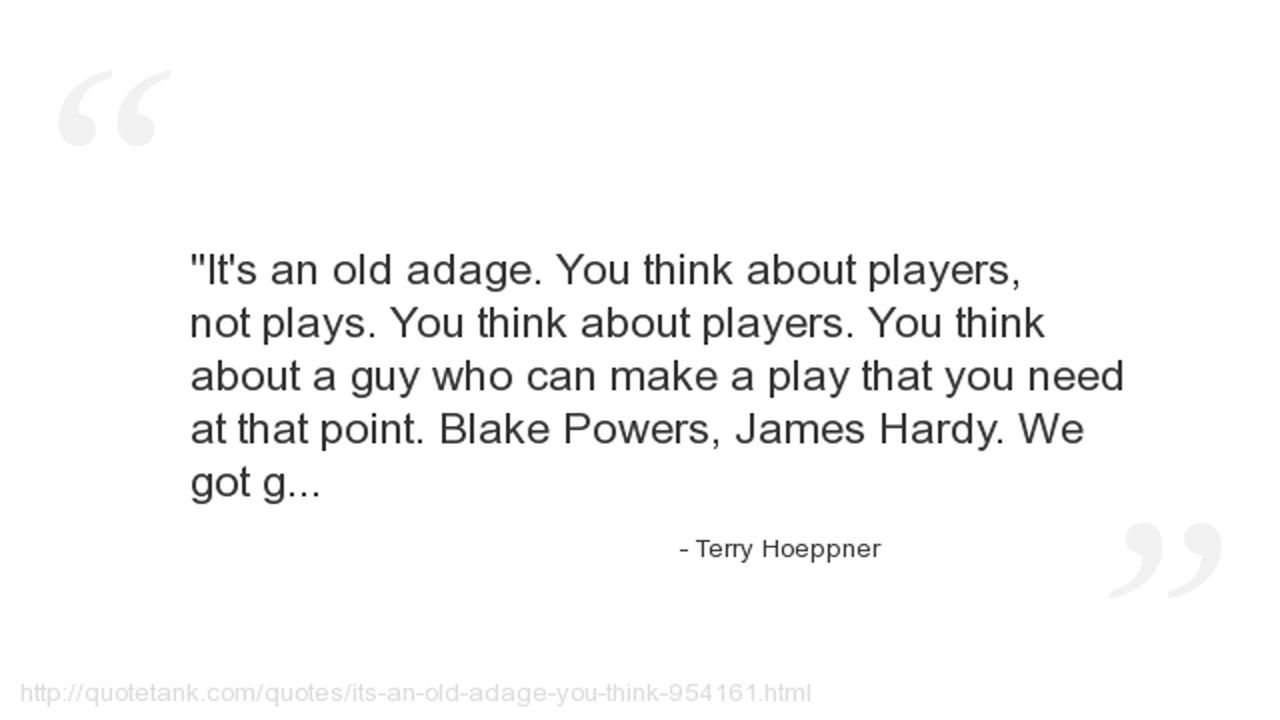 "It's an old adage. You think about players,
not plays. You think about players. You think
about a guy who can make a play that you need
at that point. Blake Powers, James Hardy. We
got g...
- Terry Hoeppner
http://quotetank.com/quotes/its-an-old-adage-you-think-954161.html